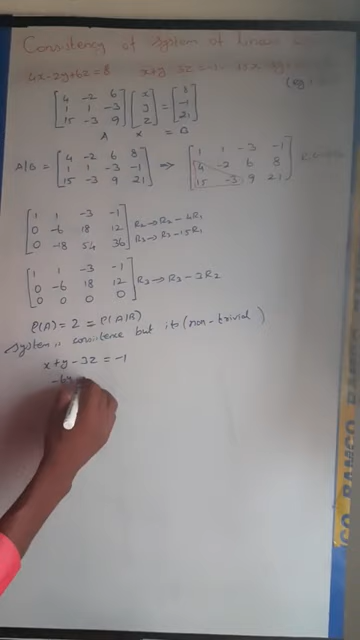 Consistency of System of Linear
4x-2y+6z=8 x+y-3z=-1 15x-3y
(eg:
[4 -2 6; 1 1 -3; 15 -3 9] [x; y; z] = [8; -1; 21]
A x = B
A/B = [4 -2 6 8; 1 1 -3 -1; 15 -3 9 21] => [1 1 -3 -1; 4 -2 6 8; 15 -3 9 21]
[1 1 -3 -1; 0 -6 18 12; 0 -18 54 36] R2→R2-4R1
R3→R3-15R1
[1 1 -3 -1; 0 -6 18 12; 0 0 0 0] R3→R3-3R2
ρ(A) = 2 = ρ(A/B)
System is consistence but its (non-trivial)
x+y-3z = -1
-6y